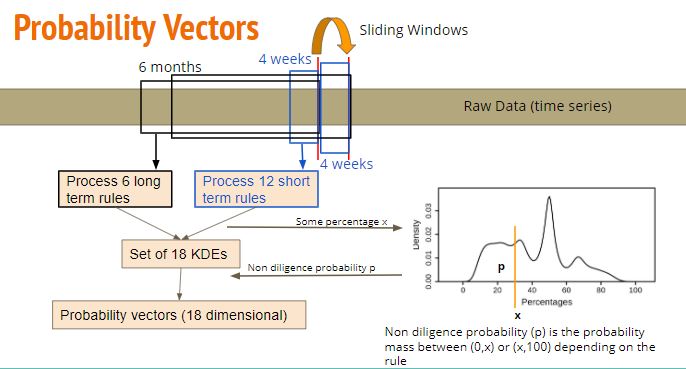 Probability Vectors
Sliding Windows
4 weeks
6 months
Raw Data (time series)
4 weeks
Process 6 long
term rules
Process 12 short
term rules
Some percentage x
Set of 18 KDEs
Non diligence probability p
Probability vectors (18 dimensional)
Density
0.00 0.01 0.02 0.03
p
0 20 40 60 80 100
Percentages
x
Non diligence probability (p) is the probability
mass between (0,x) or (x,100) depending on the
rule